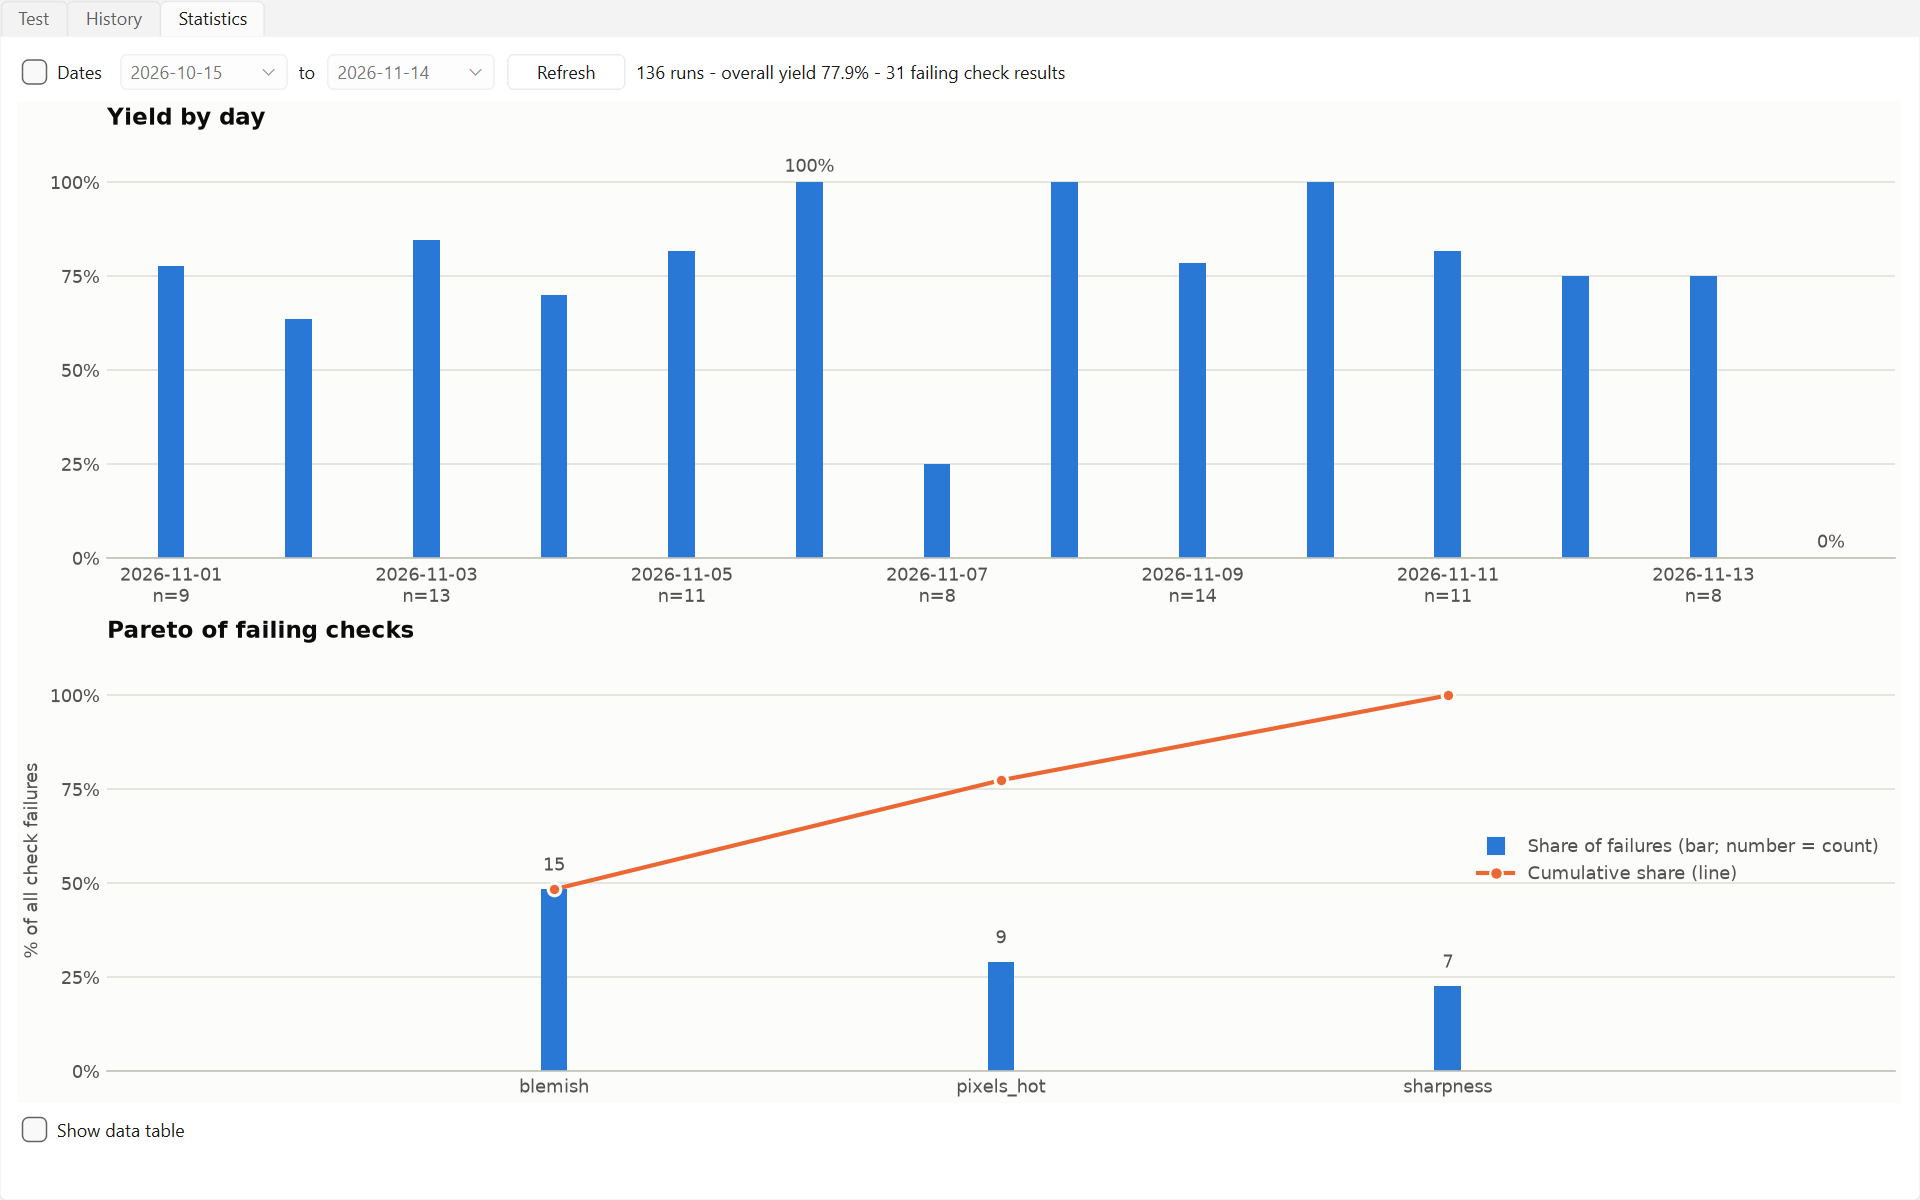 Test History Statistics
Dates 2026-10-15 to 2026-11-14 Refresh 136 runs - overall yield 77.9% - 31 failing check results
Yield by day
100%
100%
75%
50%
25%
0%
0%
2026-11-01 2026-11-03 2026-11-05 2026-11-07 2026-11-09 2026-11-11 2026-11-13
n=9 n=13 n=11 n=8 n=14 n=11 n=8
Pareto of failing checks
% of all check failures
100%
75%
50%
25%
0%
15
9
7
Share of failures (bar; number = count)
Cumulative share (line)
blemish pixels_hot sharpness
Show data table